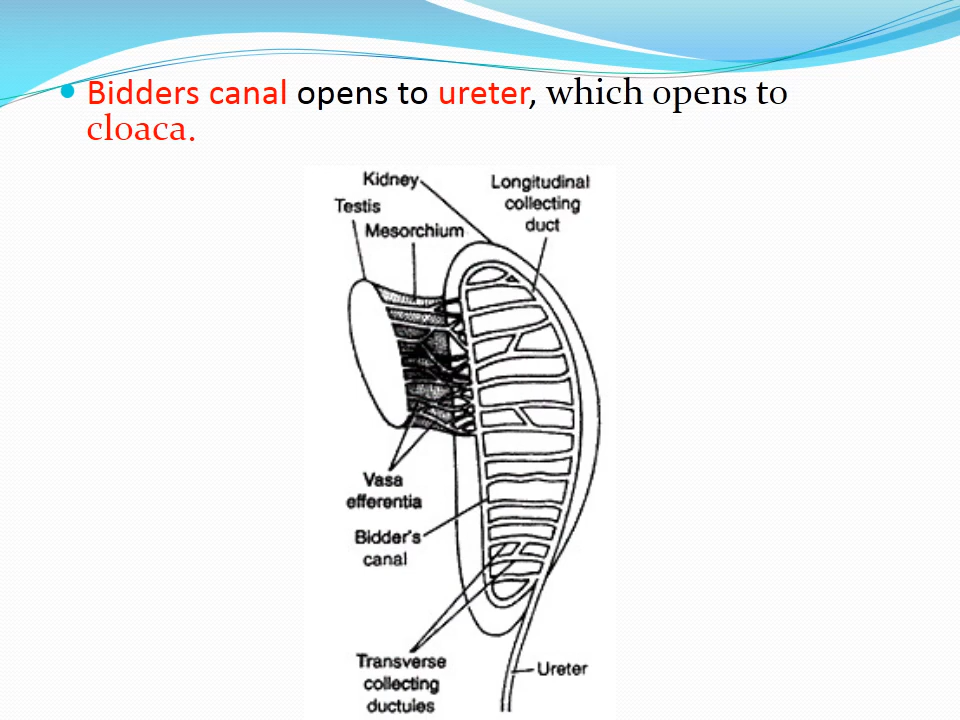 Bidders canal opens to ureter, which opens to
cloaca.
Kidney
Longitudinal
collecting
duct
Testis
Mesorchium
Vasa
efferentia
Bidder's
canal
Transverse
collecting
ductules
Ureter